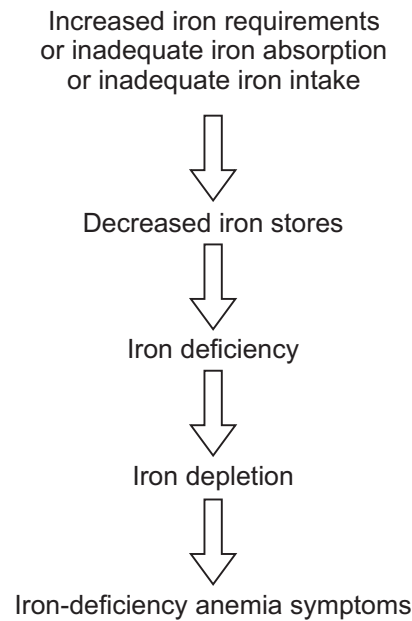 Increased iron requirements
or inadequate iron absorption
or inadequate iron intake
Decreased iron stores
Iron deficiency
Iron depletion
Iron-deficiency anemia symptoms